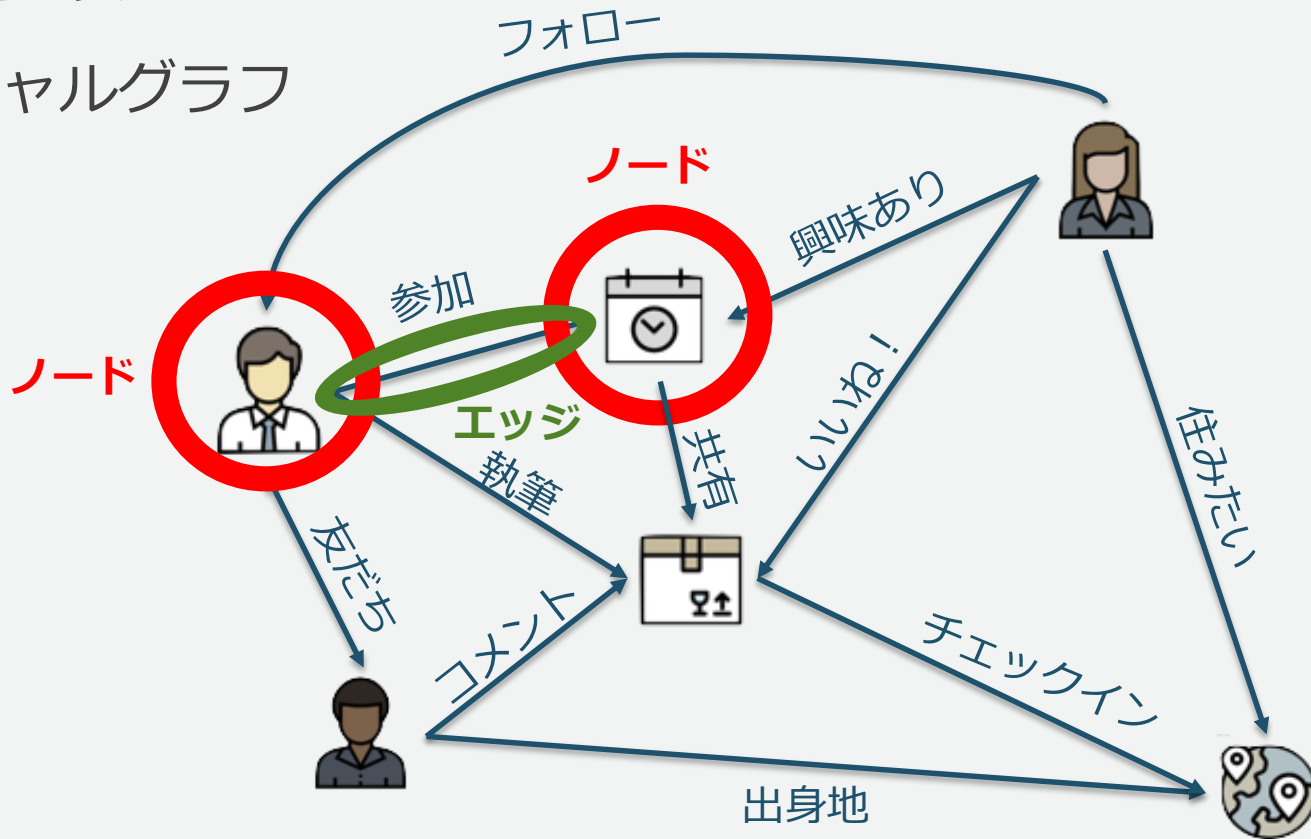 フォロー
ャルグラフ
ノード
興味あり
参加
ノード
いいね！
エッジ
住みたい
共有
執筆
友だち
コメント
チェックイン
出身地